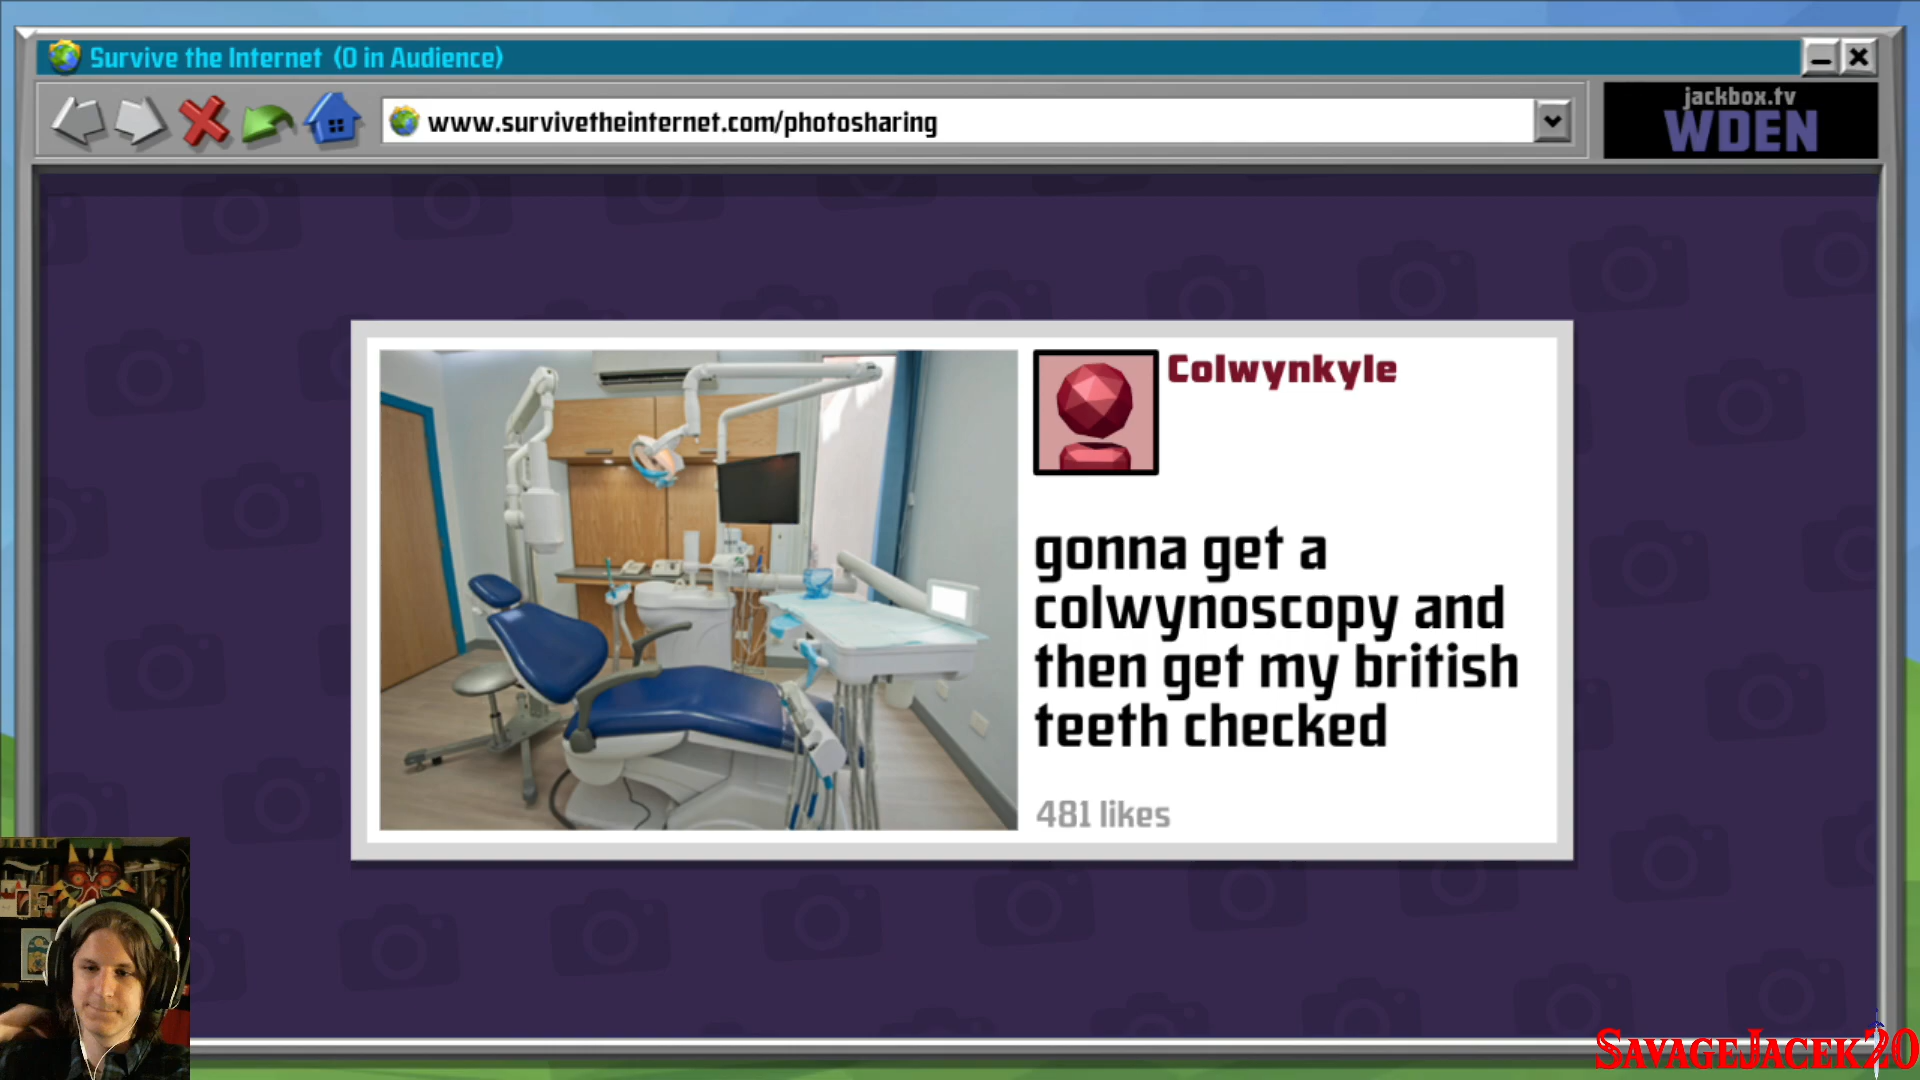 Survive the Internet (0 in Audience)
www.survivetheinternet.com/photosharing
jackbox.tv
WDEN
Colwynkyle
gonna get a
colwynoscopy and
then get my british
teeth checked
481 likes
SavageJacek20